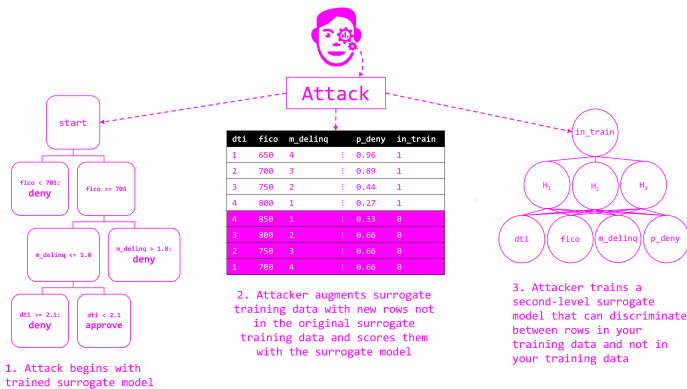 Attack
start
fico < 703;
deny
fico >= 703
m_delinq <= 1.8
m_delinq > 1.8;
deny
dti >= 2.1;
deny
dti < 2.1
approve
1. Attack begins with
trained surrogate model
dti fico m_delinq p_deny in_train
1 650 4 ⋮ 0.96 1
2 700 3 ⋮ 0.89 1
3 750 2 ⋮ 0.44 1
4 800 1 ⋮ 0.27 1
4 850 1 ⋮ 0.33 0
3 800 2 ⋮ 0.66 0
2 750 3 ⋮ 0.66 0
1 700 4 ⋮ 0.66 0
2. Attacker augments surrogate
training data with new rows not
in the original surrogate
training data and scores them
with the surrogate model
in_train
H1 H2 H3
dti fico m_delinq p_deny
3. Attacker trains a
second-level surrogate
model that can discriminate
between rows in your
training data and not in
your training data